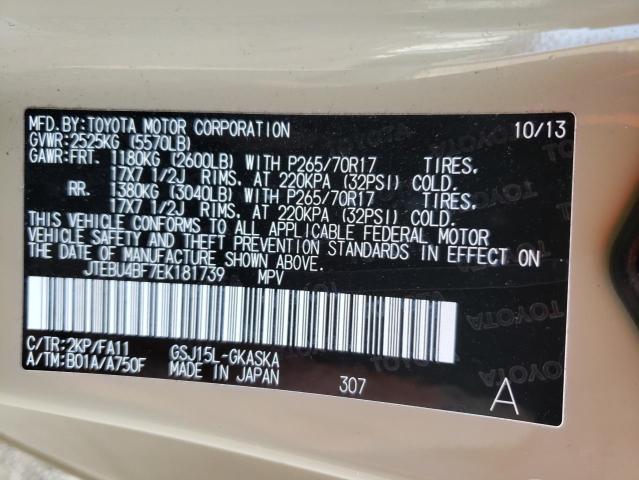 MFD.BY:TOYOTA MOTOR CORPORATION 10/13
GVWR:2525KG (5570LB)
GAWR:FRT. 1180KG (2600LB) WITH P265/70R17 TIRES,
17X7 1/2J RIMS, AT 220KPA (32PSI) COLD.
RR. 1380KG (3040LB) WITH P265/70R17 TIRES,
17X7 1/2J RIMS, AT 220KPA (32PSI) COLD.
THIS VEHICLE CONFORMS TO ALL APPLICABLE FEDERAL MOTOR
VEHICLE SAFETY AND THEFT PREVENTION STANDARDS IN EFFECT ON
THE DATE OF MANUFACTURE SHOWN ABOVE.
JTEBU4BF7EK181739 MPV
C/TR:2KP/FA11 GSJ15L-GKASKA
A/TM:B01A/A750F MADE IN JAPAN 307 A
TOYOTA
TOYOTA